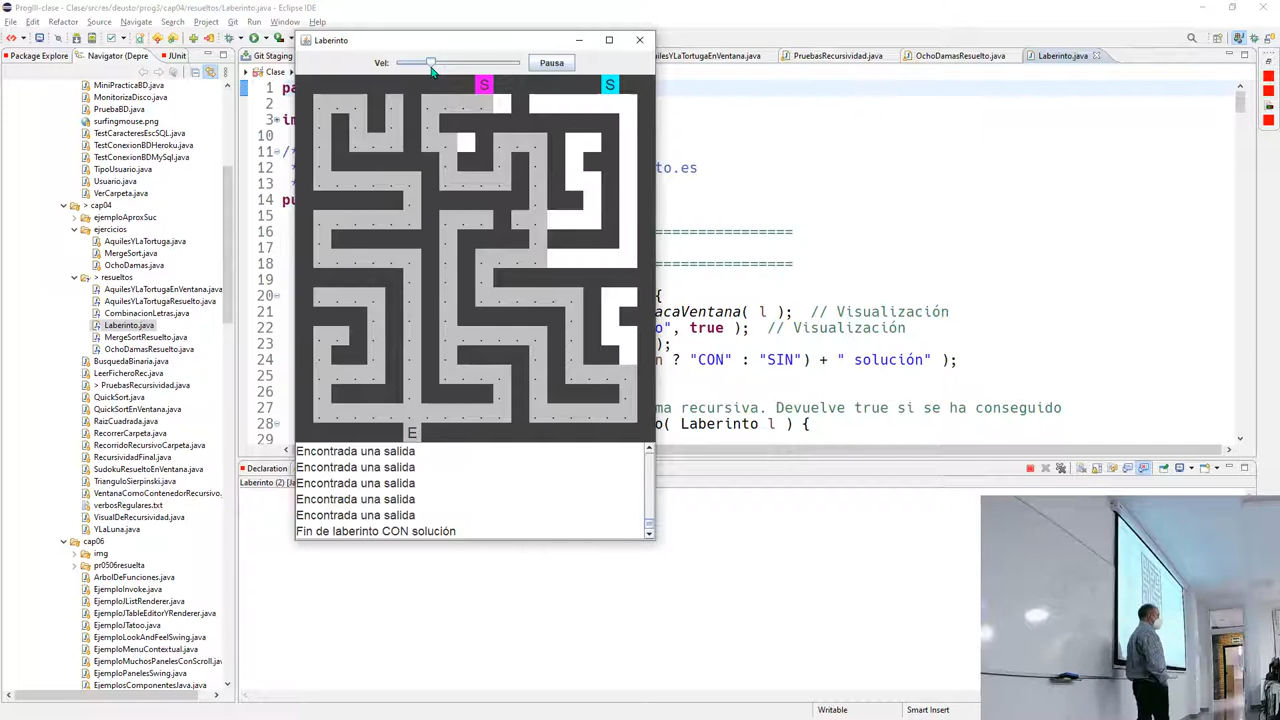 ProgIII-clase - Clase/src/es/deusto/prog3/cap04/resueltos/Laberinto.java - Eclipse IDE
File Edit Refactor Source Navigate Search Project Git Run Window Help
Package Explorer Navigator (Depre JUnit
Git Staging
YLaTortugaEnVentana.java PruebasRecursividad.java OchoDamasResuelto.java Laberinto.java
Clase
MiniPracticaBD.java
MonitorizaDisco.java
PruebaBD.java
surfingmouse.png
TestCaracteresEscSQL.java
TestConexionBDHeroku.java
TestConexionBDMySql.java
TipoUsuario.java
Usuario.java
VerCarpeta.java
> cap04
ejemploAproxSuc
ejercicios
AquilesYLaTortuga.java
MergeSort.java
OchoDamas.java
> resueltos
AquilesYLaTortugaEnVentana.java
AquilesYLaTortugaResuelto.java
CombinacionLetras.java
Laberinto.java
MergeSortResuelto.java
OchoDamasResuelto.java
BusquedaBinaria.java
LeerFicheroRec.java
> PruebasRecursividad.java
QuickSort.java
QuickSortEnVentana.java
RaizCuadrada.java
RecorrerCarpeta.java
RecorridoRecursivoCarpeta.java
RecursividadFinal.java
SudokuResueltoEnVentana.java
TrianguloSierpinski.java
VentanaComoContenedorRecursivo.
verbosRegulares.txt
VisualDeRecursividad.java
YLaLuna.java
cap06
img
pr0506resuelta
ArbolDeFunciones.java
EjemploInvoke.java
EjemploJListRenderer.java
EjemploJTableEditorYRenderer.java
EjemploJTatoo.java
EjemploLookAndFeelSwing.java
EjemploMenuContextual.java
EjemploMuchosPanelesConScroll.jav
EjemploPanelesSwing.java
EjemplosComponentesJava.java
Laberinto
Vel: Pausa
S S
E
Encontrada una salida
Encontrada una salida
Encontrada una salida
Encontrada una salida
Encontrada una salida
Fin de laberinto CON solución
1 pa
2
3 im
10
11 /*
12 * to.es
13 *
14 pu
15
16 ================
17
18 ================
19
20 {
21 acaVentana( l ); // Visualización
22 o", true ); // Visualización
23 );
24 n ? "CON" : "SIN") + " solución" );
25
26
27 ma recursiva. Devuelve true si se ha conseguido
28 o( Laberinto l ) {
29
Declaration
Laberinto (2) [Ja
Writable Smart Insert